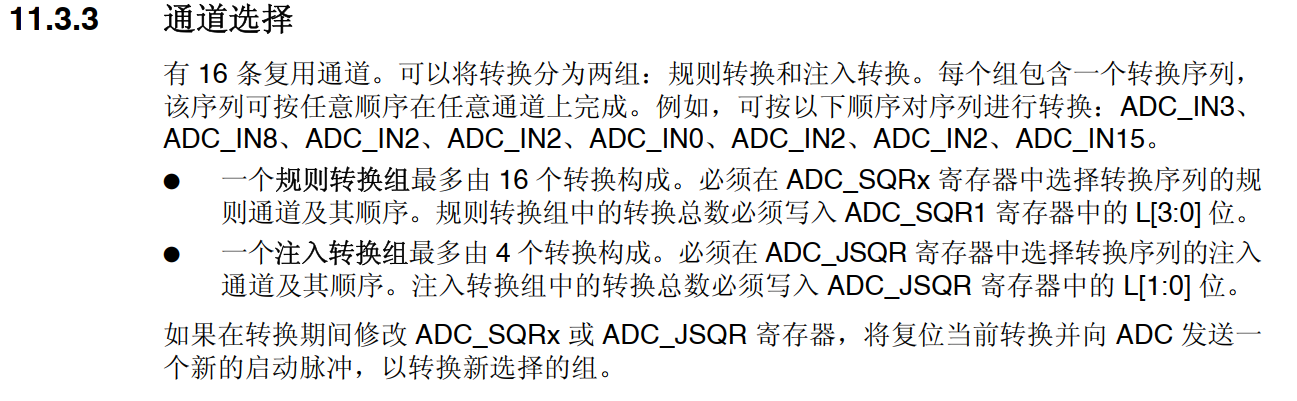 11.3.3 通道选择
有 16 条复用通道。可以将转换分为两组：规则转换和注入转换。每个组包含一个转换序列，
该序列可按任意顺序在任意通道上完成。例如，可按以下顺序对序列进行转换：ADC_IN3、
ADC_IN8、ADC_IN2、ADC_IN2、ADC_IN0、ADC_IN2、ADC_IN2、ADC_IN15。
● 一个规则转换组最多由 16 个转换构成。必须在 ADC_SQRx 寄存器中选择转换序列的规
则通道及其顺序。规则转换组中的转换总数必须写入 ADC_SQR1 寄存器中的 L[3:0] 位。
● 一个注入转换组最多由 4 个转换构成。必须在 ADC_JSQR 寄存器中选择转换序列的注入
通道及其顺序。注入转换组中的转换总数必须写入 ADC_JSQR 寄存器中的 L[1:0] 位。
如果在转换期间修改 ADC_SQRx 或 ADC_JSQR 寄存器，将复位当前转换并向 ADC 发送一
个新的启动脉冲，以转换新选择的组。